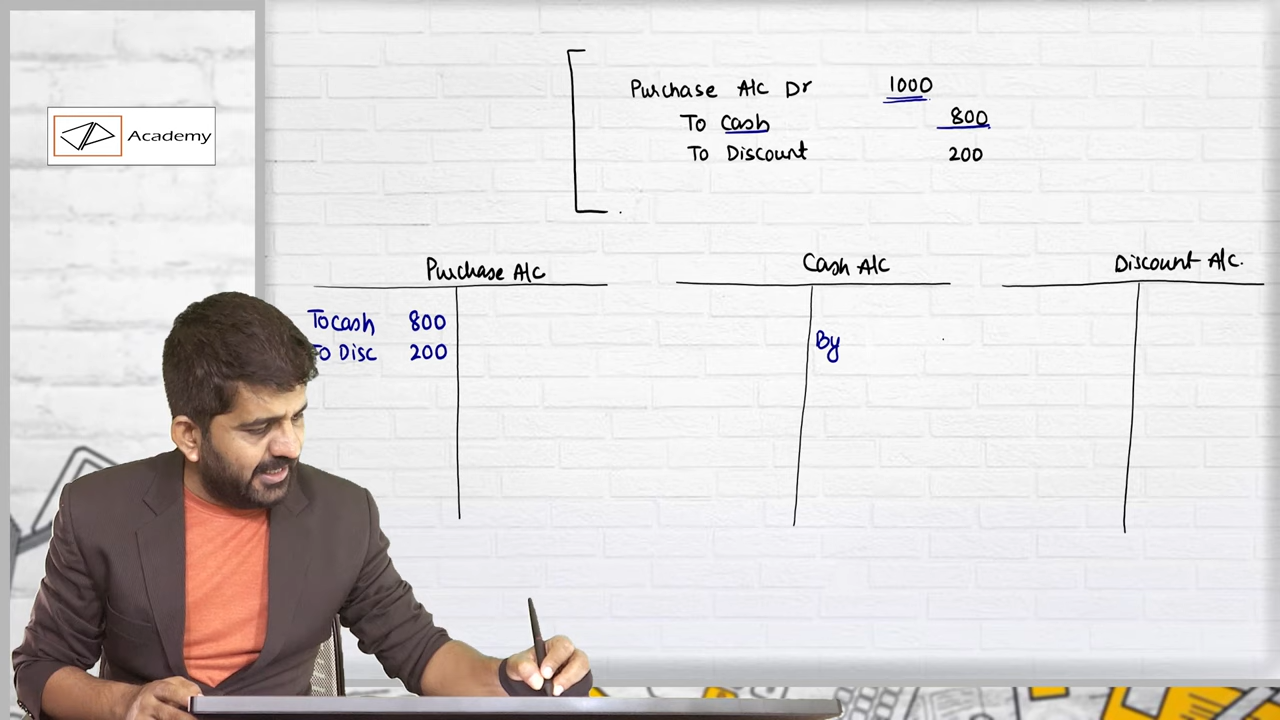 Academy
Purchase A/c Dr 1000
To Cash 800
To Discount 200
Purchase A/c
To cash 800
To Disc 200
Cash A/c
By
Discount A/c.